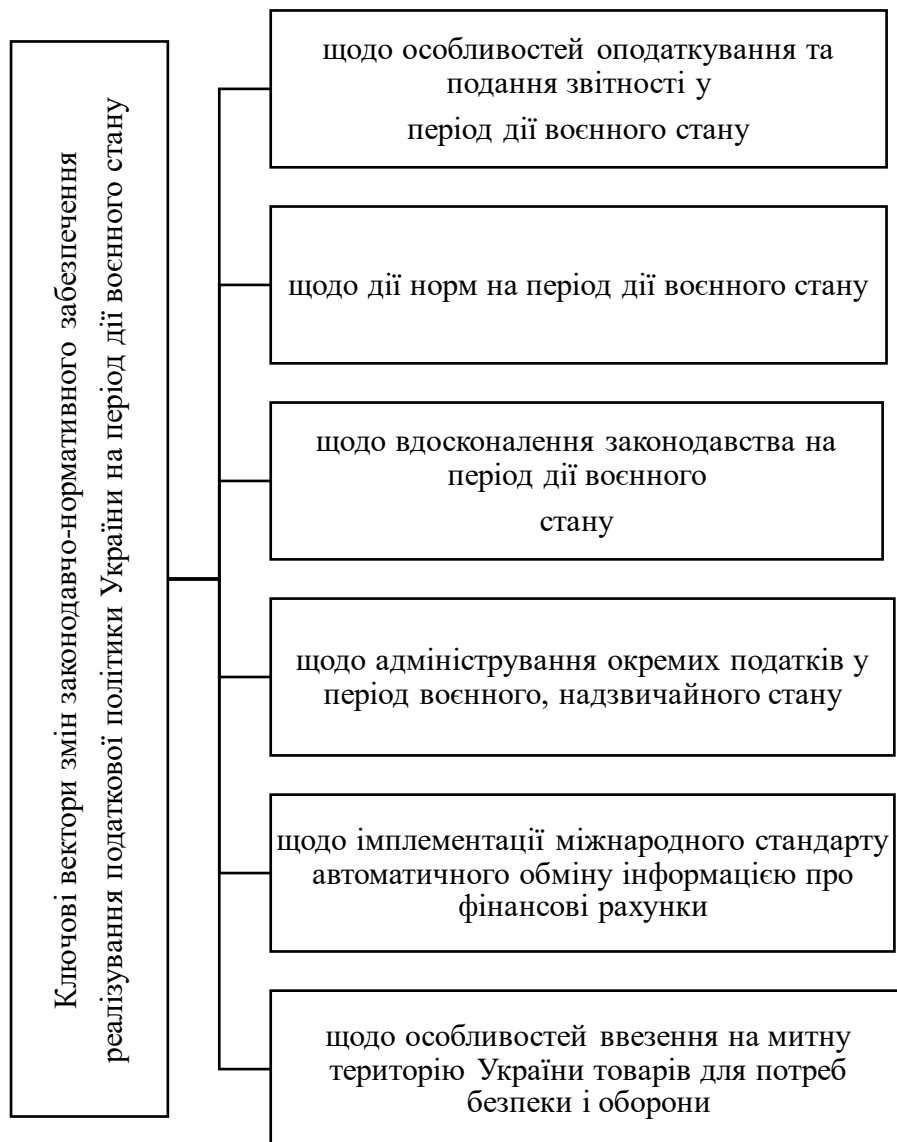 Ключові вектори змін законодавчо-нормативного забезпечення
реалізування податкової політики України на період дії воєнного стану
щодо особливостей оподаткування та
подання звітності у
період дії воєнного стану
щодо дії норм на період дії воєнного стану
щодо вдосконалення законодавства на
період дії воєнного
стану
щодо адміністрування окремих податків у
період воєнного, надзвичайного стану
щодо імплементації міжнародного стандарту
автоматичного обміну інформацією про
фінансові рахунки
щодо особливостей ввезення на митну
територію України товарів для потреб
безпеки і оборони